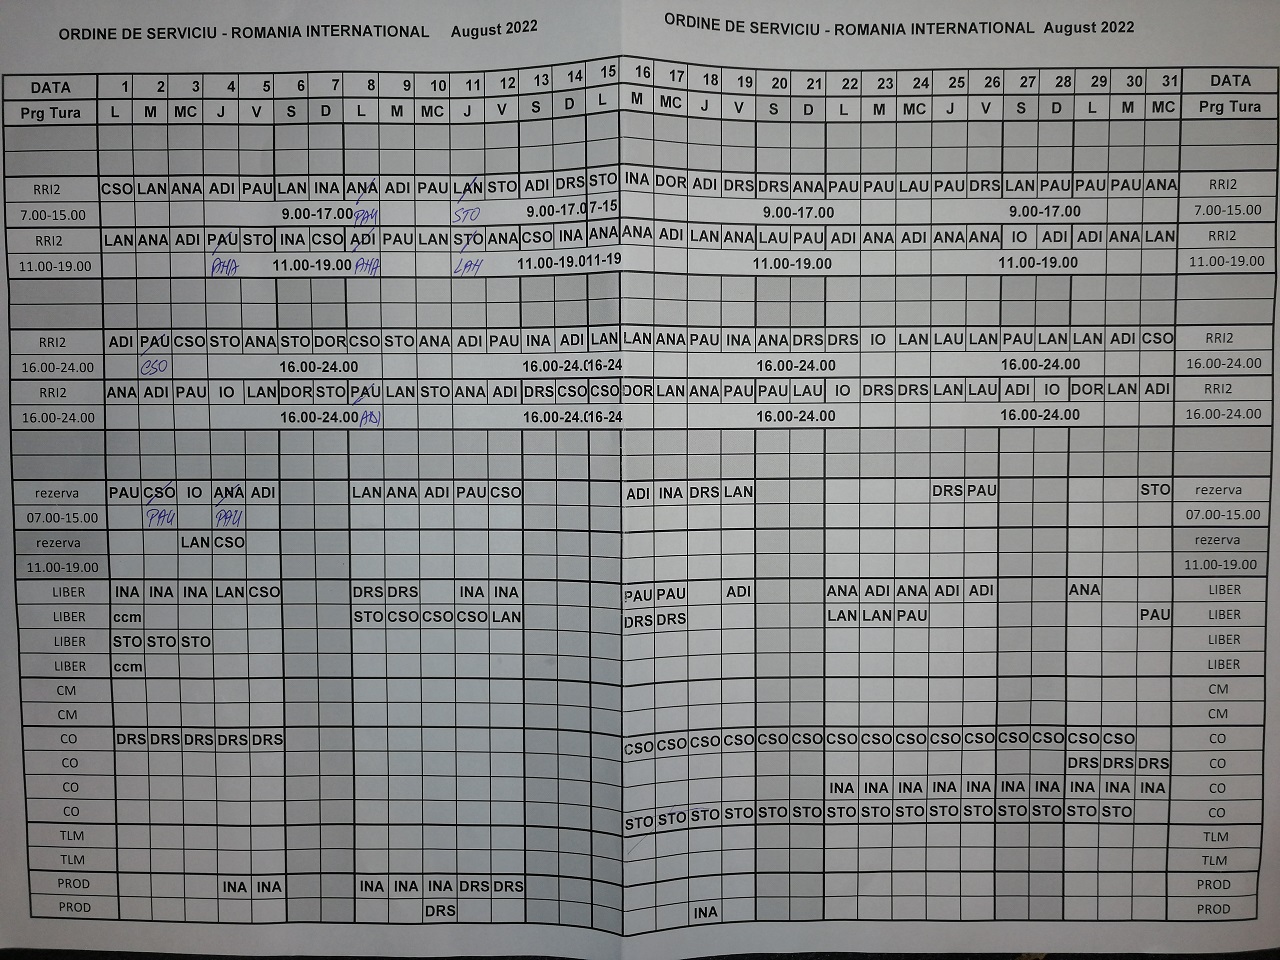 ORDINE DE SERVICIU - ROMANIA INTERNATIONAL August 2022 ORDINE DE SERVICIU - ROMANIA INTERNATIONAL August 2022
DATA 1 2 3 4 5 6 7 8 9 10 11 12 13 14 15 16 17 18 19 20 21 22 23 24 25 26 27 28 29 30 31 DATA
Prg Tura L M MC J V S D L M MC J V S D L M MC J V S D L M MC J V S D L M MC Prg Tura
RRI2 CSO LAN ANA ADI PAU LAN INA ANA ADI PAU LAN STO ADI DRS STO INA DOR ADI DRS DRS ANA PAU PAU LAU PAU DRS LAN PAU PAU PAU ANA RRI2
7.00-15.00 9.00-17.00 PAU STO 9.00-17.0 7-15 9.00-17.00 9.00-17.00 7.00-15.00
RRI2 LAN ANA ADI PAU STO INA CSO ADI PAU LAN STO ANA CSO INA ANA ANA ADI LAN ANA LAU PAU ADI ANA ADI ANA ANA IO ADI ADI ANA LAN RRI2
11.00-19.00 ANA 11.00-19.00 ANA LAN 11.00-19.0 11-19 11.00-19.00 11.00-19.00 11.00-19.00
RRI2 ADI PAU CSO STO ANA STO DOR CSO STO ANA ADI PAU INA ADI LAN LAN ANA PAU INA ANA DRS DRS IO LAN LAU LAN PAU LAN LAN ADI CSO RRI2
16.00-24.00 CSO 16.00-24.00 16.00-24.0 16-24 16.00-24.00 16.00-24.00 16.00-24.00
RRI2 ANA ADI PAU IO LAN DOR STO PAU LAN STO ANA ADI DRS CSO CSO DOR LAN ANA PAU PAU LAU IO DRS DRS LAN LAU ADI IO DOR LAN ADI RRI2
16.00-24.00 16.00-24.00 ADI 16.00-24.0 16-24 16.00-24.00 16.00-24.00 16.00-24.00
rezerva PAU CSO IO ANA ADI LAN ANA ADI PAU CSO ADI INA DRS LAN DRS PAU STO rezerva
07.00-15.00 PAU PAU 07.00-15.00
rezerva LAN CSO rezerva
11.00-19.00 11.00-19.00
LIBER INA INA INA LAN CSO DRS DRS INA INA PAU PAU ADI ANA ADI ANA ADI ADI ANA LIBER
LIBER ccm STO CSO CSO CSO LAN DRS DRS LAN LAN PAU PAU LIBER
LIBER STO STO STO LIBER
LIBER ccm LIBER
CM CM
CM CM
CO DRS DRS DRS DRS DRS CSO CSO CSO CSO CSO CSO CSO CSO CSO CSO CSO CSO CSO CSO CSO CO
CO DRS DRS DRS CO
CO INA INA INA INA INA INA INA INA INA INA CO
CO STO STO STO STO STO STO STO STO STO STO STO STO STO STO STO CO
TLM TLM
TLM TLM
PROD INA INA INA INA INA DRS DRS PROD
PROD DRS INA PROD